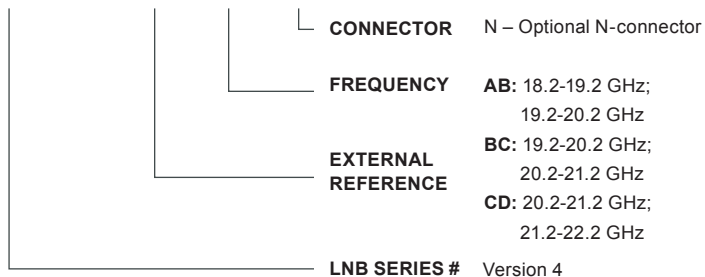 CONNECTOR N – Optional N-connector
FREQUENCY AB: 18.2-19.2 GHz;
19.2-20.2 GHz
BC: 19.2-20.2 GHz;
EXTERNAL
REFERENCE
20.2-21.2 GHz
CD: 20.2-21.2 GHz;
21.2-22.2 GHz
LNB SERIES # Version 4